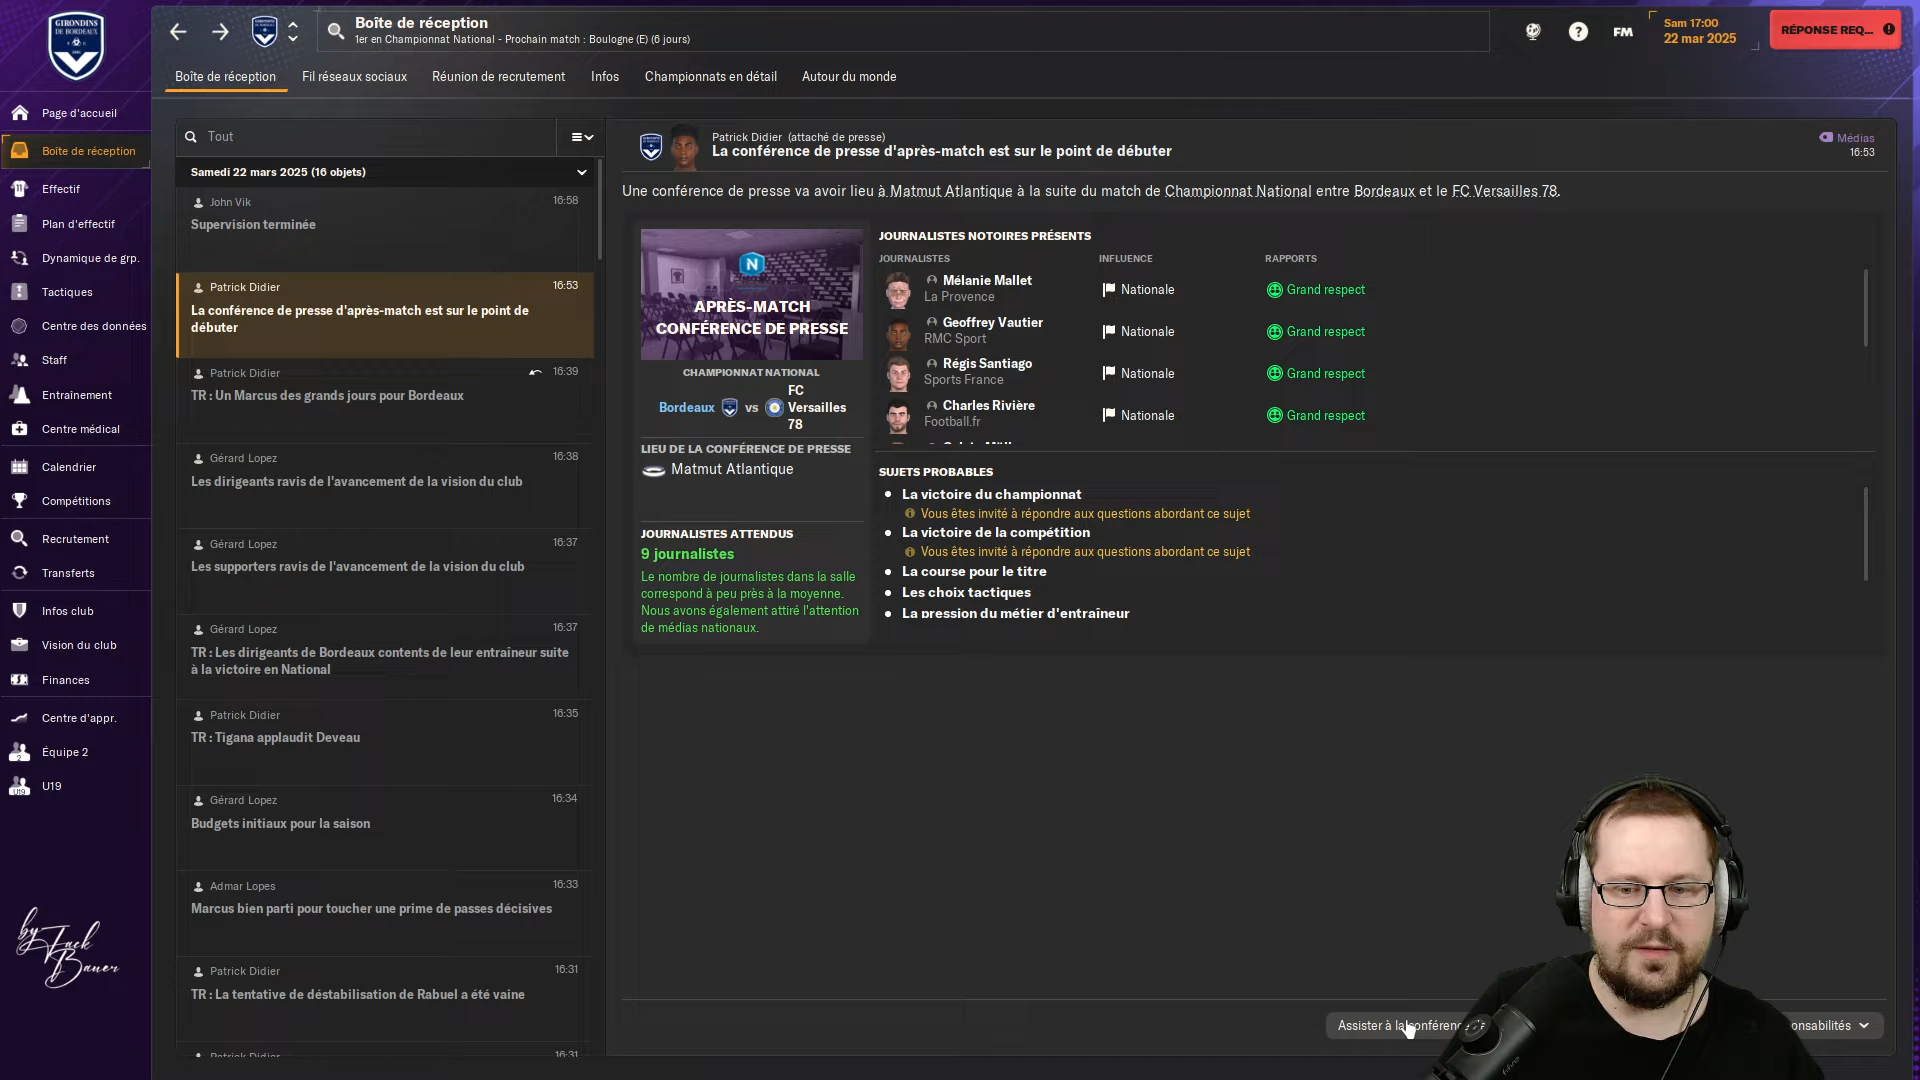 GIRONDINS
DE BORDEAUX
Boîte de réception
1er en Championnat National - Prochain match : Boulogne (E) (6 jours)
FM
Sam 17:00
22 mar 2025
RÉPONSE REQ...
Boîte de réception
Fil réseaux sociaux
Réunion de recrutement
Infos
Championnats en détail
Autour du monde
Page d'accueil
Boîte de réception
Effectif
Plan d'effectif
Dynamique de grp.
Tactiques
Centre des données
Staff
Entraînement
Centre médical
Calendrier
Compétitions
Recrutement
Transferts
Infos club
Vision du club
Finances
Centre d'appr.
Équipe 2
U19
by Jack
Bauer
Tout
Samedi 22 mars 2025 (16 objets)
John Vik 16:58
Supervision terminée
Patrick Didier 16:53
La conférence de presse d'après-match est sur le point de
débuter
Patrick Didier 16:39
TR : Un Marcus des grands jours pour Bordeaux
Gérard Lopez 16:38
Les dirigeants ravis de l'avancement de la vision du club
Gérard Lopez 16:37
Les supporters ravis de l'avancement de la vision du club
Gérard Lopez 16:37
TR : Les dirigeants de Bordeaux contents de leur entraineur suite
à la victoire en National
Patrick Didier 16:35
TR : Tigana applaudit Deveau
Gérard Lopez 16:34
Budgets initiaux pour la saison
Admar Lopes 16:33
Marcus bien parti pour toucher une prime de passes décisives
Patrick Didier 16:31
TR : La tentative de déstabilisation de Rabuel a été vaine
Patrick Didier 16:31
Patrick Didier (attaché de presse)
La conférence de presse d'après-match est sur le point de débuter
Médias
16:53
Une conférence de presse va avoir lieu à Matmut Atlantique à la suite du match de Championnat National entre Bordeaux et le FC Versailles 78.
N
APRÈS-MATCH
CONFÉRENCE DE PRESSE
CHAMPIONNAT NATIONAL
Bordeaux vs FC Versailles 78
LIEU DE LA CONFÉRENCE DE PRESSE
Matmut Atlantique
JOURNALISTES ATTENDUS
9 journalistes
Le nombre de journalistes dans la salle
correspond à peu près à la moyenne.
Nous avons également attiré l'attention
de médias nationaux.
JOURNALISTES NOTOIRES PRÉSENTS
JOURNALISTES INFLUENCE RAPPORTS
Mélanie Mallet
La Provence
Nationale
Grand respect
Geoffrey Vautier
RMC Sport
Nationale
Grand respect
Régis Santiago
Sports France
Nationale
Grand respect
Charles Rivière
Football.fr
Nationale
Grand respect
SUJETS PROBABLES
La victoire du championnat
Vous êtes invité à répondre aux questions abordant ce sujet
La victoire de la compétition
Vous êtes invité à répondre aux questions abordant ce sujet
La course pour le titre
Les choix tactiques
La pression du métier d'entraîneur
Assister à la conférence
onsabilités